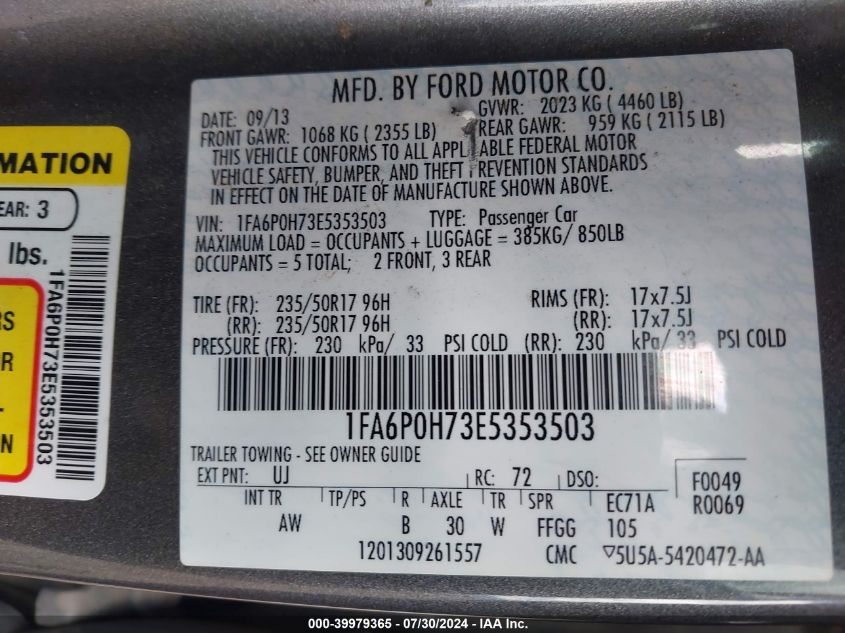 MFD. BY FORD MOTOR CO.
DATE: 09/13 GVWR: 2023 KG ( 4460 LB)
FRONT GAWR: 1068 KG ( 2355 LB) REAR GAWR: 959 KG ( 2115 LB)
THIS VEHICLE CONFORMS TO ALL APPLICABLE FEDERAL MOTOR
VEHICLE SAFETY, BUMPER, AND THEFT PREVENTION STANDARDS
IN EFFECT ON THE DATE OF MANUFACTURE SHOWN ABOVE.
VIN: 1FA6P0H73E5353503 TYPE: Passenger Car
MAXIMUM LOAD = OCCUPANTS + LUGGAGE = 385KG/ 850LB
OCCUPANTS = 5 TOTAL; 2 FRONT, 3 REAR
TIRE (FR): 235/50R17 96H RIMS (FR): 17x7.5J
(RR): 235/50R17 96H (RR): 17x7.5J
PRESSURE (FR): 230 kPa/ 33 PSI COLD (RR): 230 kPa/ 33 PSI COLD
1FA6P0H73E5353503
TRAILER TOWING - SEE OWNER GUIDE
EXT PNT: UJ RC: 72 DSO: F0049
INT TR TP/PS R AXLE TR SPR EC71A R0069
AW B 30 W FFGG 105
1201309261557 CMC ▽5U5A-5420472-AA
MATION
EAR: 3
lbs.
RS
R
N
1FA6P0H73E5353503
000-39979365 - 07/30/2024 - IAA Inc.